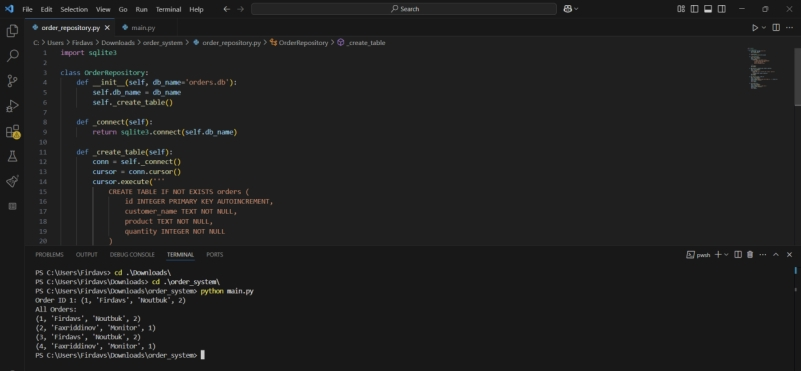 File Edit Selection View Go Run Terminal Help
Search
order_repository.py main.py
C: > Users > Firdavs > Downloads > order_system > order_repository.py > OrderRepository > _create_table
1 import sqlite3
2
3 class OrderRepository:
4 def __init__(self, db_name='orders.db'):
5 self.db_name = db_name
6 self._create_table()
7
8 def _connect(self):
9 return sqlite3.connect(self.db_name)
10
11 def _create_table(self):
12 conn = self._connect()
13 cursor = conn.cursor()
14 cursor.execute('''
15 CREATE TABLE IF NOT EXISTS orders (
16 id INTEGER PRIMARY KEY AUTOINCREMENT,
17 customer_name TEXT NOT NULL,
18 product TEXT NOT NULL,
19 quantity INTEGER NOT NULL
20 )
PROBLEMS OUTPUT DEBUG CONSOLE TERMINAL PORTS
pwsh
PS C:\Users\Firdavs> cd .\Downloads\
PS C:\Users\Firdavs\Downloads> cd .\order_system\
PS C:\Users\Firdavs\Downloads\order_system> python main.py
Order ID 1: (1, 'Firdavs', 'Noutbuk', 2)
All Orders:
(1, 'Firdavs', 'Noutbuk', 2)
(2, 'Faxriddinov', 'Monitor', 1)
(3, 'Firdavs', 'Noutbuk', 2)
(4, 'Faxriddinov', 'Monitor', 1)
PS C:\Users\Firdavs\Downloads\order_system>